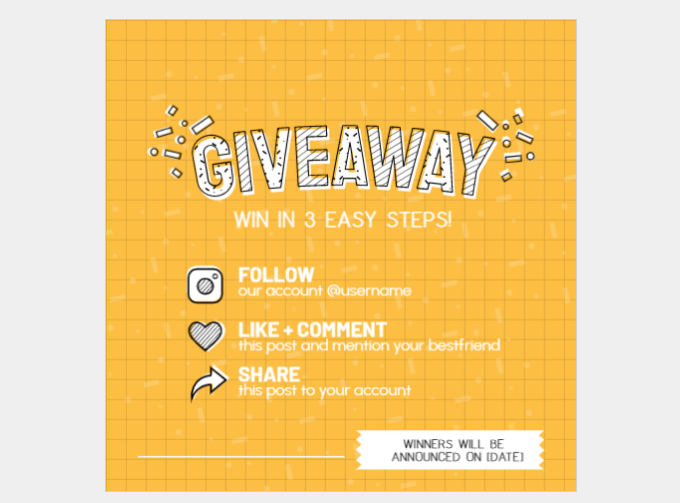 GIVEAWAY
WIN IN 3 EASY STEPS!
FOLLOW
our account @username
LIKE + COMMENT
this post and mention your bestfriend
SHARE
this post to your account
WINNERS WILL BE
ANNOUNCED ON [DATE]